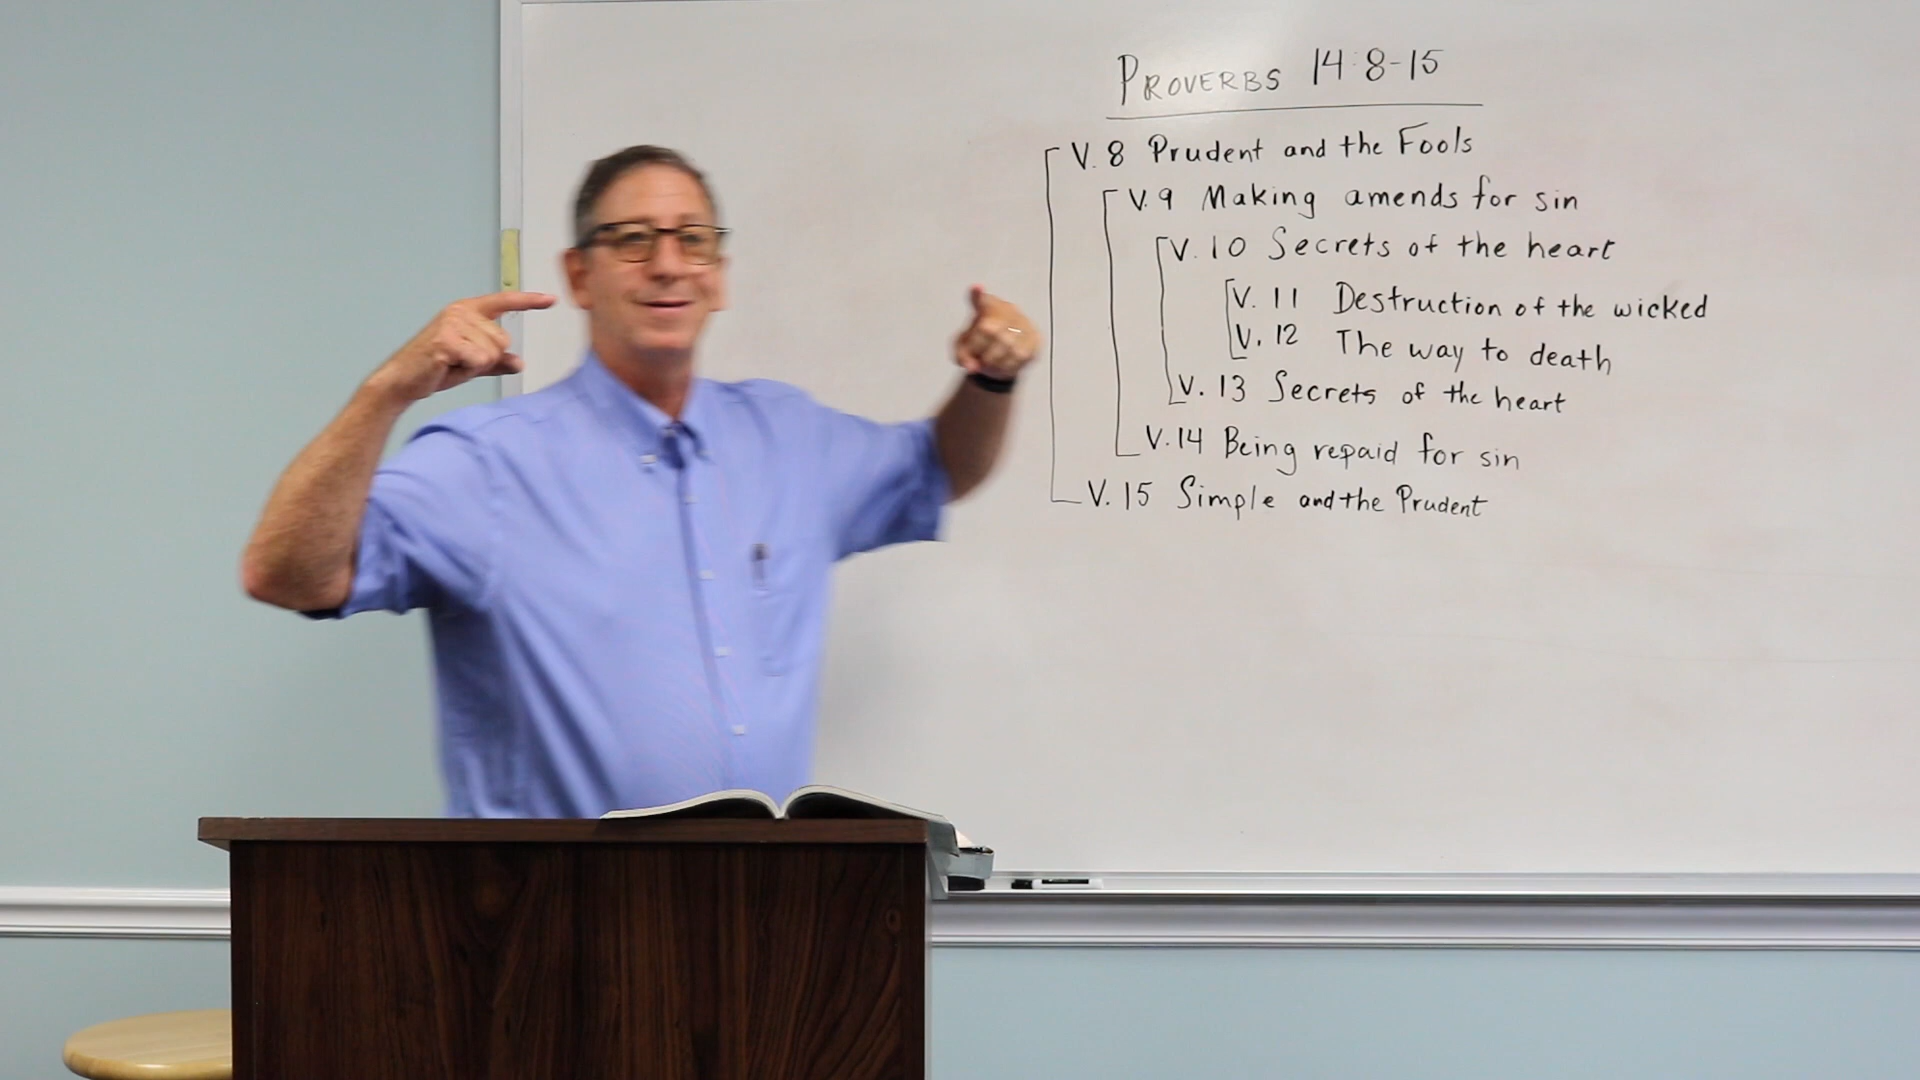 PROVERBS 14:8-15
V. 8 Prudent and the Fools
V. 9 Making amends for sin
V. 10 Secrets of the heart
V. 11 Destruction of the wicked
V. 12 The way to death
V. 13 Secrets of the heart
V. 14 Being repaid for sin
V. 15 Simple and the Prudent